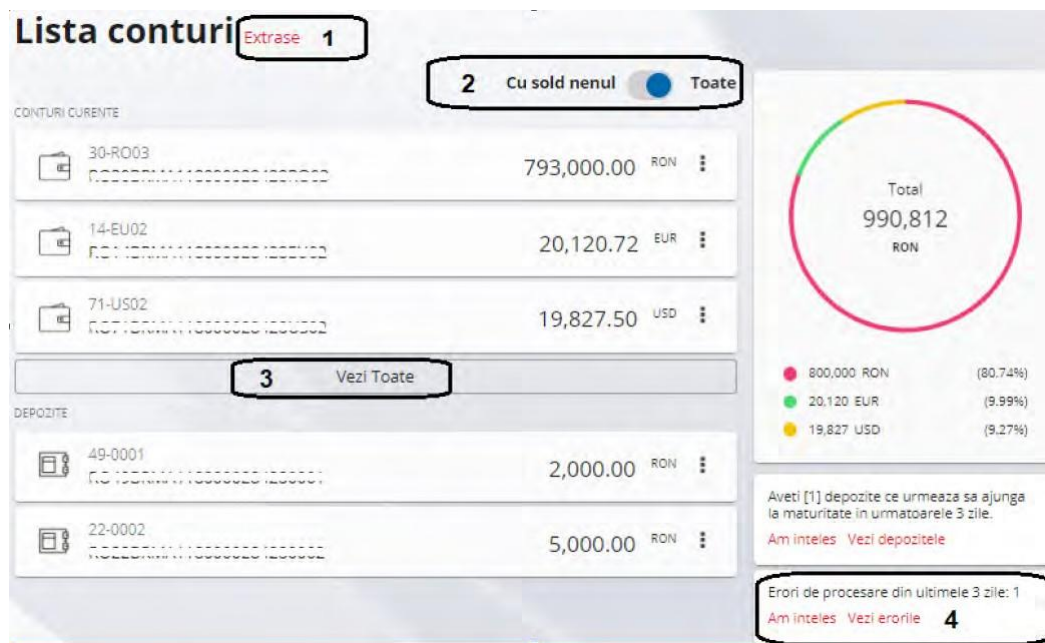 Lista conturi Extrase 1
2 Cu sold nenul Toate
CONTURI CURENTE
30-RO03
793,000.00 RON
14-EU02
20,120.72 EUR
71-US02
19,827.50 USD
3 Vezi Toate
DEPOZITE
49-0001
2,000.00 RON
22-0002
5,000.00 RON
Total
990,812
RON
800,000 RON (80.74%)
20,120 EUR (9.99%)
19,827 USD (9.27%)
Aveti [1] depozite ce urmeaza sa ajunga
la maturitate in urmatoarele 3 zile.
Am inteles Vezi depozitele
Erori de procesare din ultimele 3 zile: 1
Am inteles Vezi erorile 4